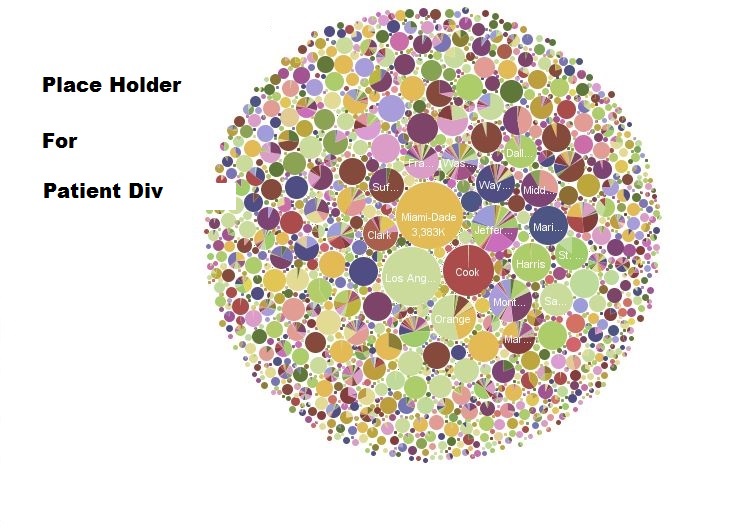 Place Holder
For
Patient Div
Fra... Was... Dall...
Suf... Way... Midd...
Miami-Dade
3,383K
Clark Jeffer... Mari...
Los Ang... Cook Harris St. ...
Mont... Sa...
Orange
Mar...